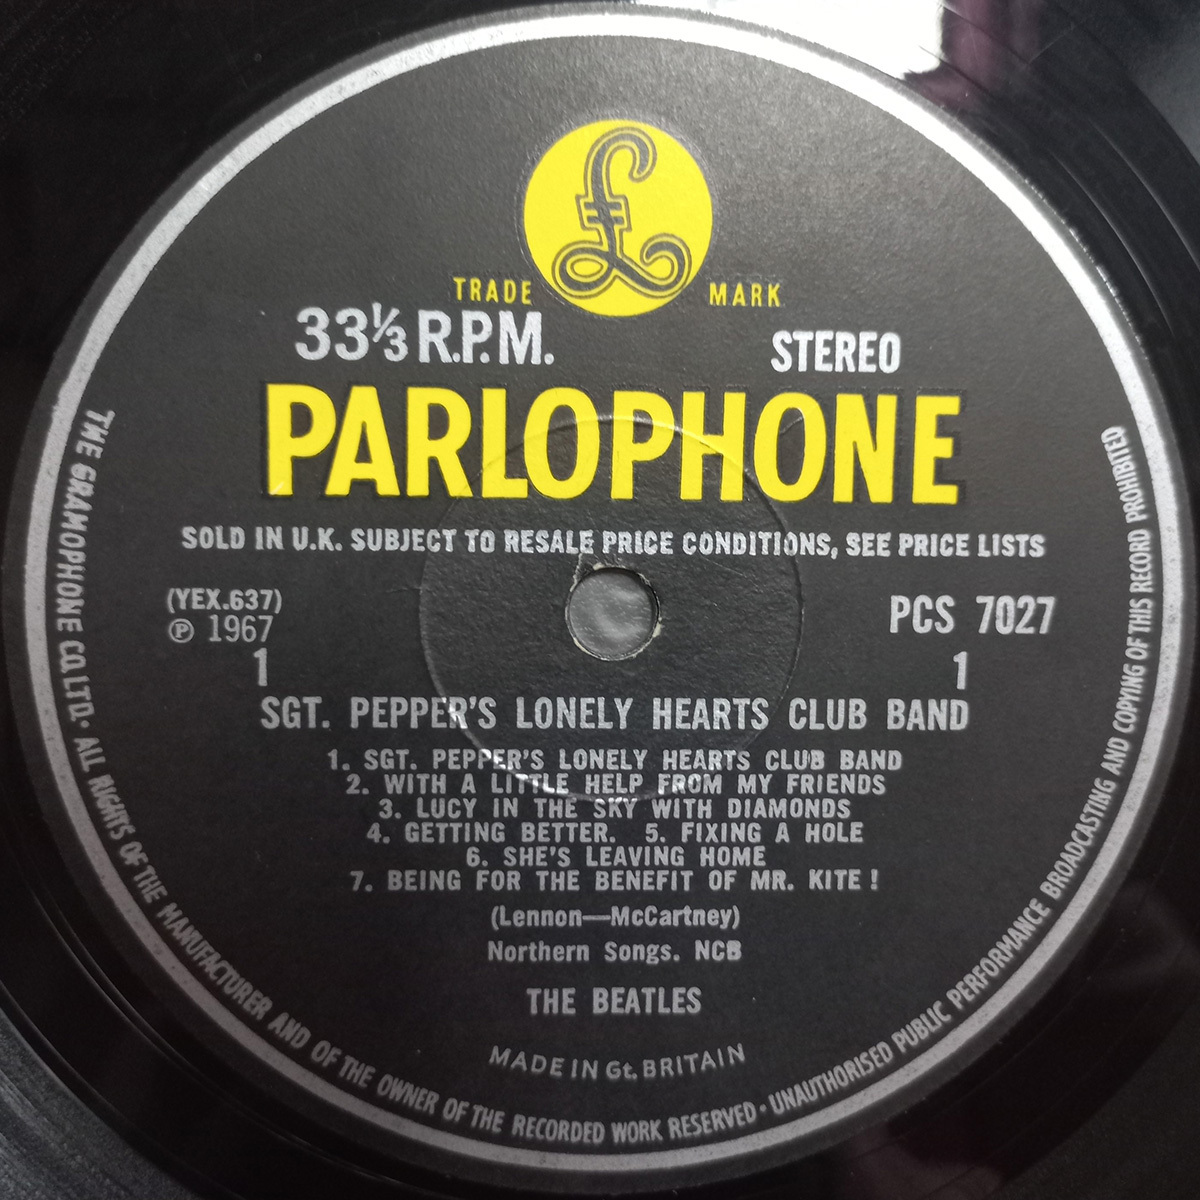 £
TRADE MARK
33⅓ R.P.M. STEREO
PARLOPHONE
SOLD IN U.K. SUBJECT TO RESALE PRICE CONDITIONS, SEE PRICE LISTS
(YEX.637)
℗ 1967 PCS 7027
1 1
SGT. PEPPER'S LONELY HEARTS CLUB BAND
1. SGT. PEPPER'S LONELY HEARTS CLUB BAND
2. WITH A LITTLE HELP FROM MY FRIENDS
3. LUCY IN THE SKY WITH DIAMONDS
4. GETTING BETTER. 5. FIXING A HOLE
6. SHE'S LEAVING HOME
7. BEING FOR THE BENEFIT OF MR. KITE !
(Lennon—McCartney)
Northern Songs. NCB
THE BEATLES
MADE IN Gt. BRITAIN
THE GRAMOPHONE CO. LTD. · ALL RIGHTS OF THE MANUFACTURER AND OF THE OWNER OF THE RECORDED WORK RESERVED · UNAUTHORISED PUBLIC PERFORMANCE BROADCASTING AND COPYING OF THIS RECORD PROHIBITED